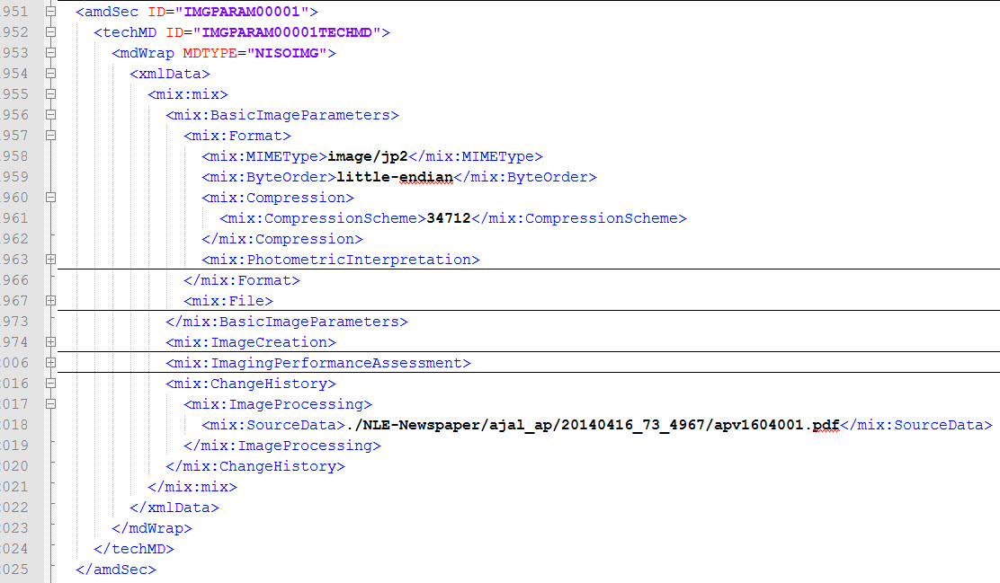 951 <amdSec ID="IMGPARAM00001">
952 <techMD ID="IMGPARAM00001TECHMD">
953 <mdWrap MDTYPE="NISOIMG">
954 <xmlData>
955 <mix:mix>
956 <mix:BasicImageParameters>
957 <mix:Format>
958 <mix:MIMEType>image/jp2</mix:MIMEType>
959 <mix:ByteOrder>little-endian</mix:ByteOrder>
960 <mix:Compression>
961 <mix:CompressionScheme>34712</mix:CompressionScheme>
962 </mix:Compression>
963 <mix:PhotometricInterpretation>
966 </mix:Format>
967 <mix:File>
973 </mix:BasicImageParameters>
974 <mix:ImageCreation>
006 <mix:ImagingPerformanceAssessment>
016 <mix:ChangeHistory>
017 <mix:ImageProcessing>
018 <mix:SourceData>./NLE-Newspaper/ajal_ap/20140416_73_4967/apv1604001.pdf</mix:SourceData>
019 </mix:ImageProcessing>
020 </mix:ChangeHistory>
021 </mix:mix>
022 </xmlData>
023 </mdWrap>
024 </techMD>
025 </amdSec>